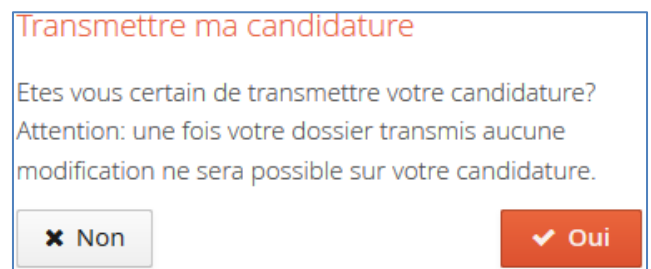 Transmettre ma candidature
Etes vous certain de transmettre votre candidature?
Attention: une fois votre dossier transmis aucune
modification ne sera possible sur votre candidature.
✖ Non
✔ Oui